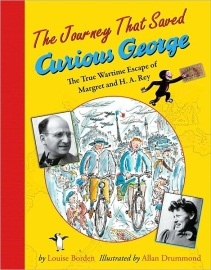 The Journey That Saved
Curious George
The True Wartime Escape of
Margret and H. A. Rey
by Louise Borden Illustrated by Allan Drummond